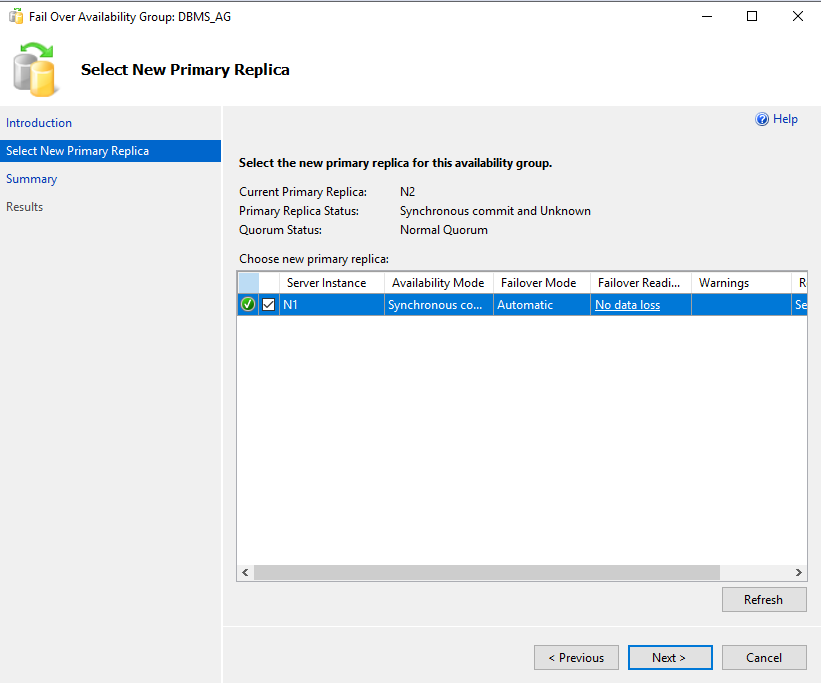 Fail Over Availability Group: DBMS_AG
Select New Primary Replica
Help
Introduction
Select New Primary Replica
Summary
Results
Select the new primary replica for this availability group.
Current Primary Replica: N2
Primary Replica Status: Synchronous commit and Unknown
Quorum Status: Normal Quorum
Choose new primary replica:
Server Instance Availability Mode Failover Mode Failover Readi... Warnings R
N1 Synchronous co... Automatic No data loss Se
Refresh
< Previous Next > Cancel